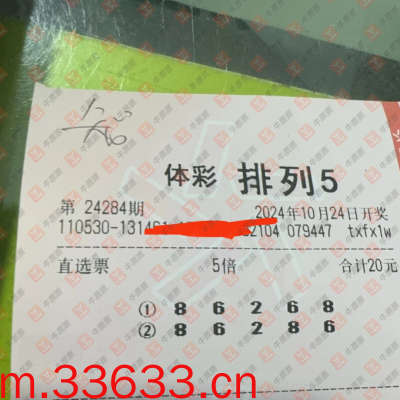 体彩 排列5
第 24284期 2024年10月24日开奖
110530-1314 2104 079447 txfx1w
直选票 5倍 合计20元
① 8 6 2 6 8
② 8 6 2 8 6
m.33633.cn